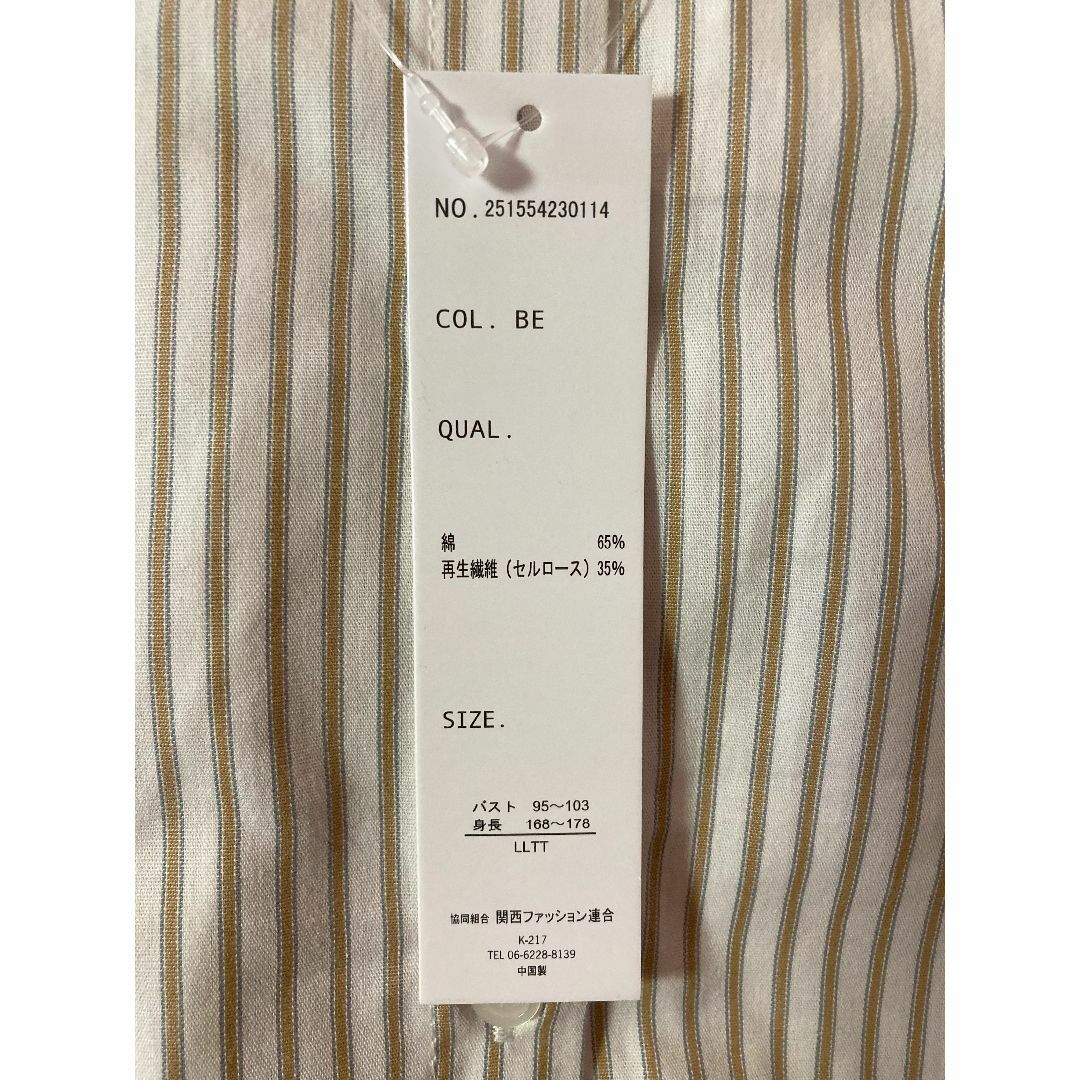 NO. 251554230114
COL. BE
QUAL.
綿 65%
再生繊維（セルロース）35%
SIZE.
バスト 95～103
身長 168～178
LLTT
協同組合 関西ファッション連合
K-217
TEL 06-6228-8139
中国製